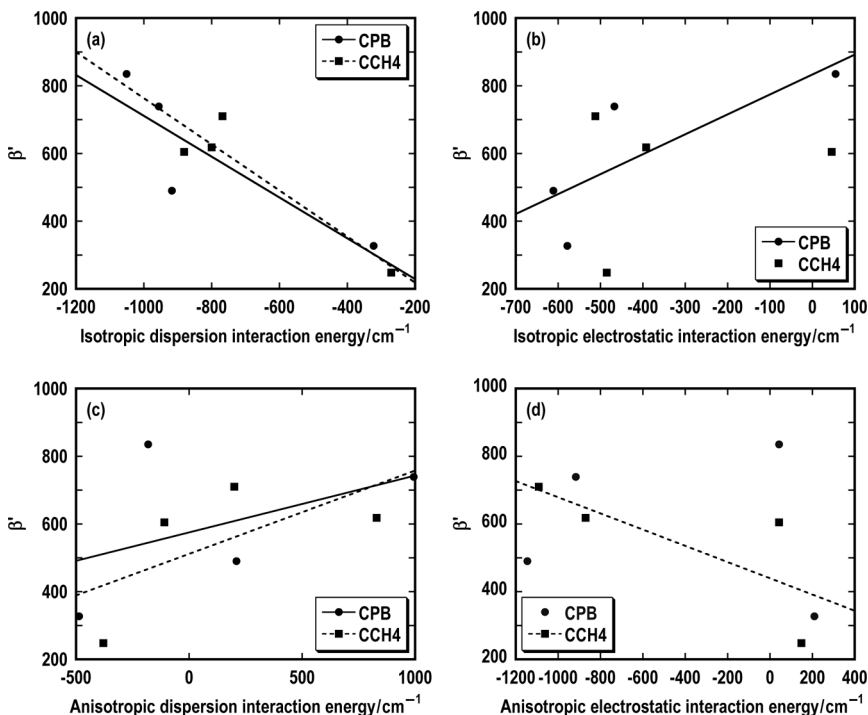 1000
(a)
CPB
CCH4
800
β'
600
400
200
-1200
-1000
-800
-600
-400
-200
Isotropic dispersion interaction energy/cm⁻¹
1000
(b)
800
β'
600
400
CPB
CCH4
200
-700
-600
-500
-400
-300
-200
-100
0
100
Isotropic electrostatic interaction energy/cm⁻¹
1000
(c)
800
β'
600
400
CPB
CCH4
200
-500
0
500
1000
Anisotropic dispersion interaction energy/cm⁻¹
1000
(d)
800
β'
600
400
CPB
CCH4
200
-1200
-1000
-800
-600
-400
-200
0
200
400
Anisotropic electrostatic interaction energy/cm⁻¹